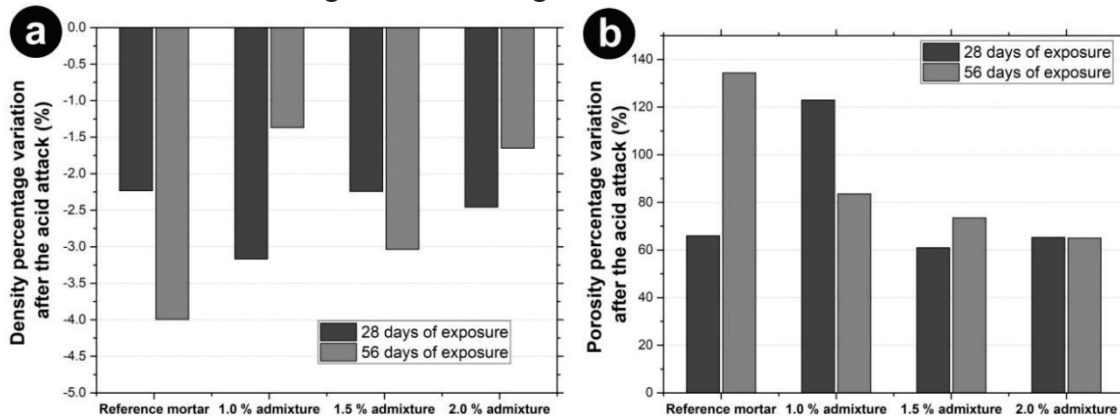 a
Density percentage variation
after the acid attack (%)
0.0
-0.5
-1.0
-1.5
-2.0
-2.5
-3.0
-3.5
-4.0
-4.5
-5.0
28 days of exposure
56 days of exposure
Reference mortar 1.0 % admixture 1.5 % admixture 2.0 % admixture
b
Porosity percentage variation
after the acid attack (%)
140
120
100
80
60
40
20
0
28 days of exposure
56 days of exposure
Reference mortar 1.0 % admixture 1.5 % admixture 2.0 % admixture